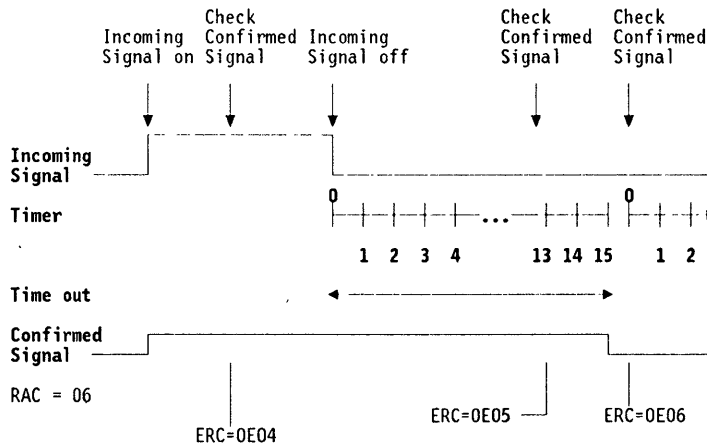 Incoming Signal on
Check Confirmed Signal
Incoming Signal off
Check Confirmed Signal
Check Confirmed Signal
Incoming Signal
0
0
Timer
...
1 2 3 4 13 14 15 1 2
Time out
Confirmed Signal
RAC = 06
ERC=0E04
ERC=0E05
ERC=0E06